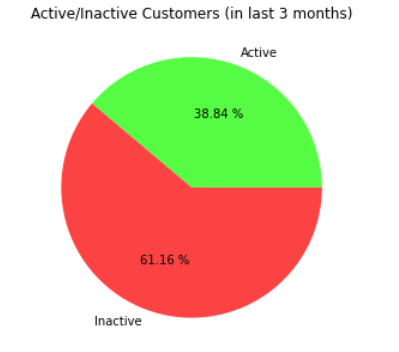 Active/Inactive Customers (in last 3 months)
Active
38.84 %
61.16 %
Inactive